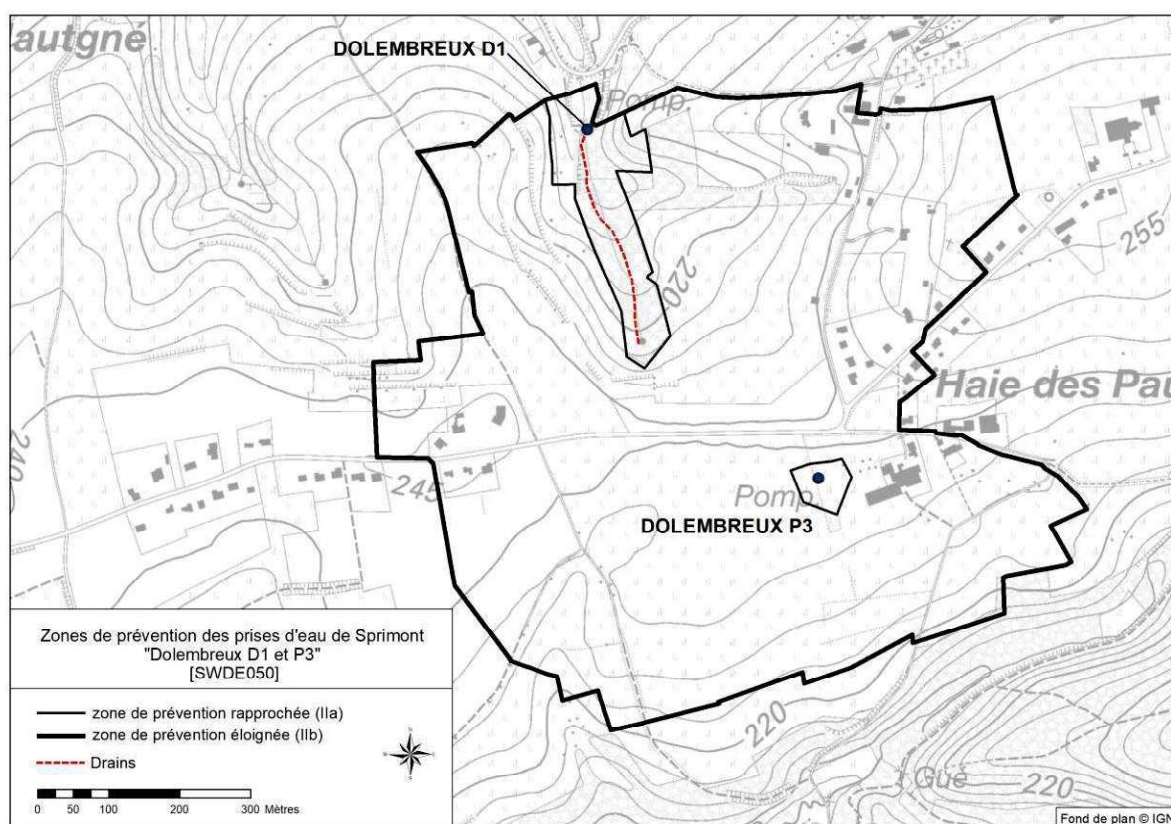 autgné
DOLEMBREUX D1
Pomp.
255
220
Haie des Pau
240
245
Pomp.
DOLEMBREUX P3
220
Gué
220
Zones de prévention des prises d'eau de Sprimont
"Dolembreux D1 et P3"
[SWDE050]
zone de prévention rapprochée (IIa)
zone de prévention éloignée (IIb)
Drains
0 50 100 200 300 Mètres
Fond de plan © IGN